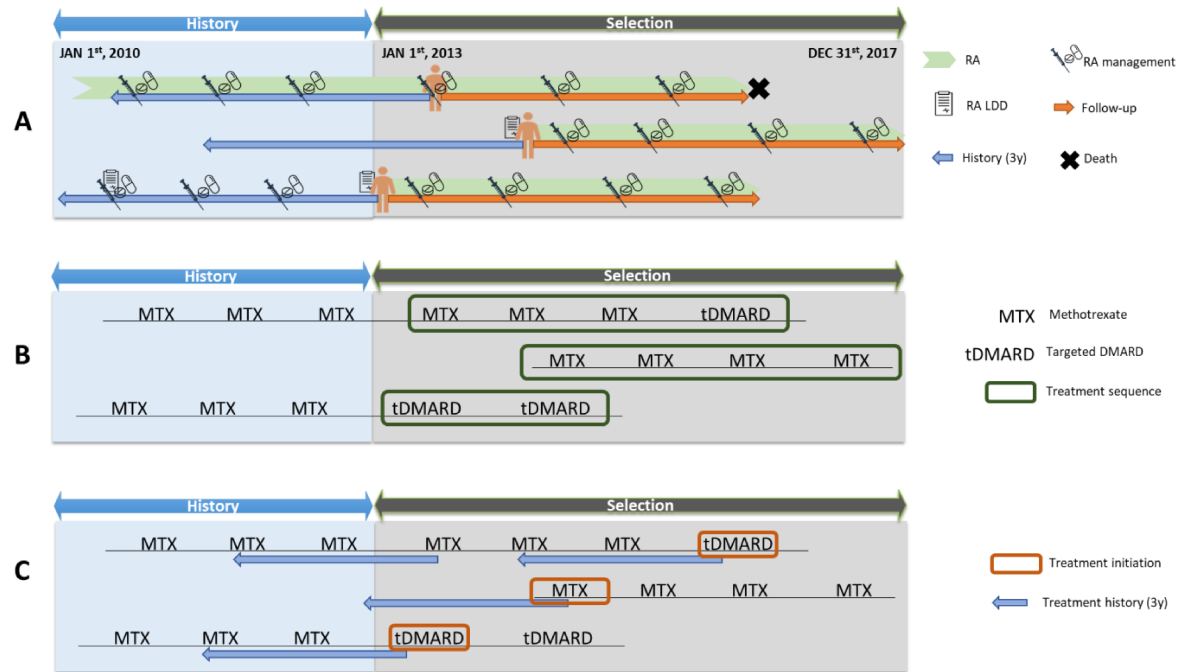 History
Selection
JAN 1st, 2010
JAN 1st, 2013
DEC 31st, 2017
A
RA
RA management
RA LDD
Follow-up
History (3y)
Death
History
Selection
B
MTX MTX MTX MTX MTX MTX tDMARD
MTX MTX MTX MTX
MTX MTX MTX tDMARD tDMARD
MTX Methotrexate
tDMARD Targeted DMARD
Treatment sequence
History
Selection
C
MTX MTX MTX MTX MTX MTX tDMARD
MTX MTX MTX MTX
MTX MTX MTX tDMARD tDMARD
Treatment initiation
Treatment history (3y)